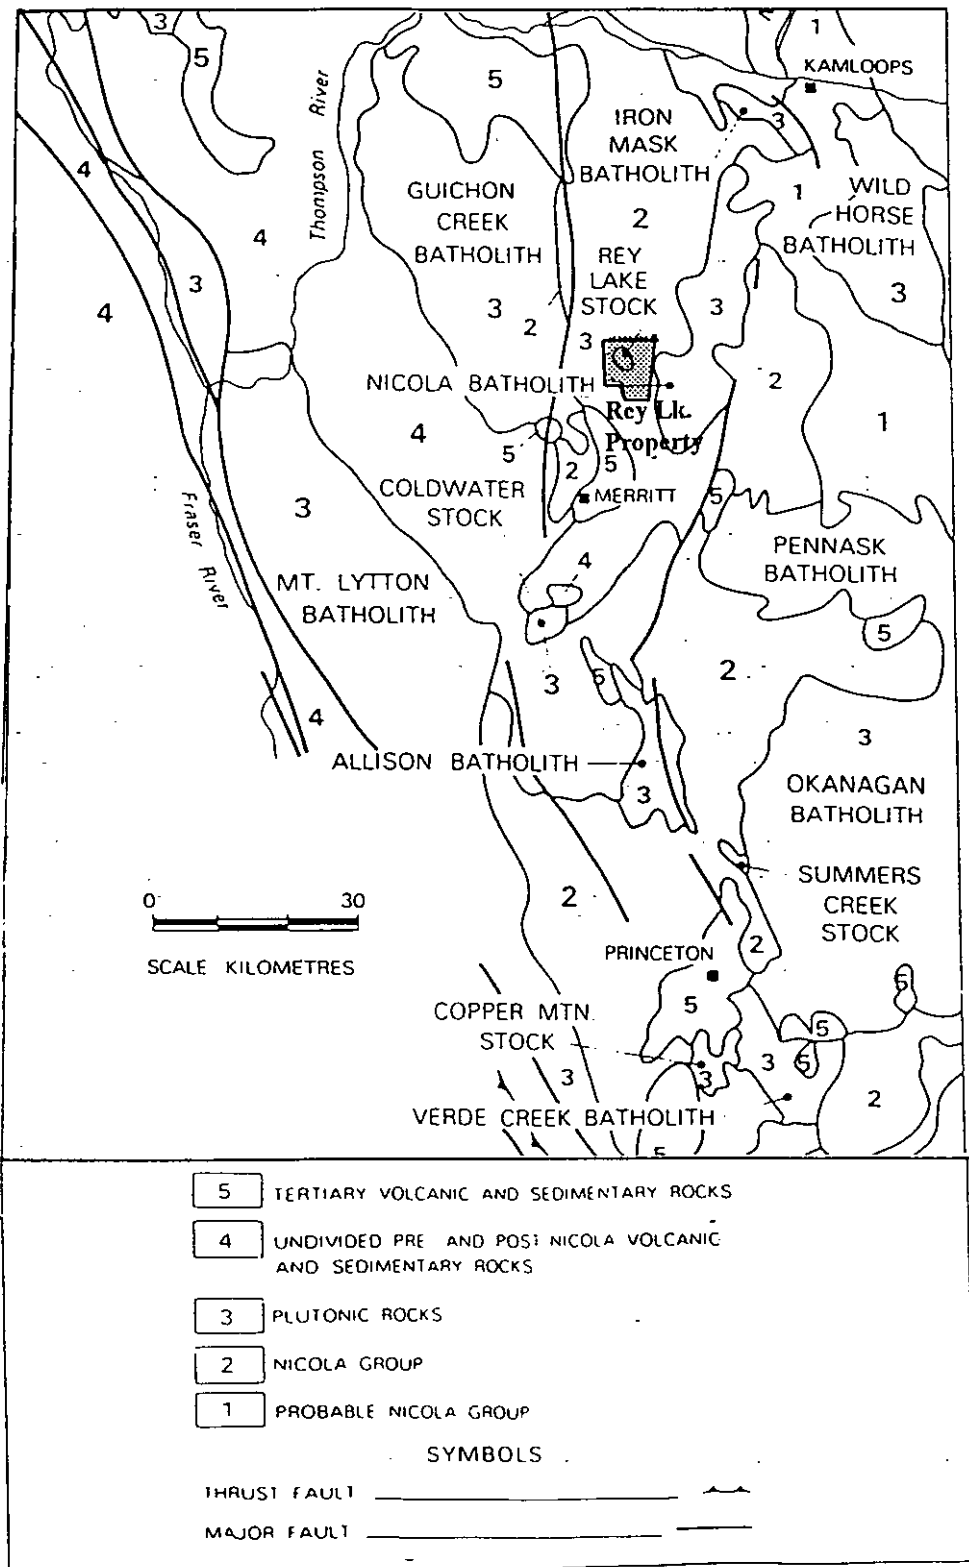 3
1
5
KAMLOOPS
5
Thompson River
IRON
MASK
BATHOLITH
3
4
GUICHON
CREEK
BATHOLITH
1
WILD
HORSE
BATHOLITH
2
4
REY
LAKE
STOCK
3
4
3
2
3
3
3
NICOLA BATHOLITH
2
1
Rey Lk.
Property
4
5
2
5
MERRITT
COLDWATER
STOCK
5
3
Fraser River
PENNASK
BATHOLITH
4
MT. LYTTON
BATHOLITH
5
3
5
2
4
3
ALLISON BATHOLITH
3
OKANAGAN
BATHOLITH
SUMMERS
CREEK
STOCK
2
0 30
SCALE KILOMETRES
PRINCETON
2
5
5
COPPER MTN.
STOCK
5
3
3
3
5
2
VERDE CREEK BATHOLITH
5
5 TERTIARY VOLCANIC AND SEDIMENTARY ROCKS
4 UNDIVIDED PRE AND POST NICOLA VOLCANIC
AND SEDIMENTARY ROCKS
3 PLUTONIC ROCKS
2 NICOLA GROUP
1 PROBABLE NICOLA GROUP
SYMBOLS
THRUST FAULT
MAJOR FAULT